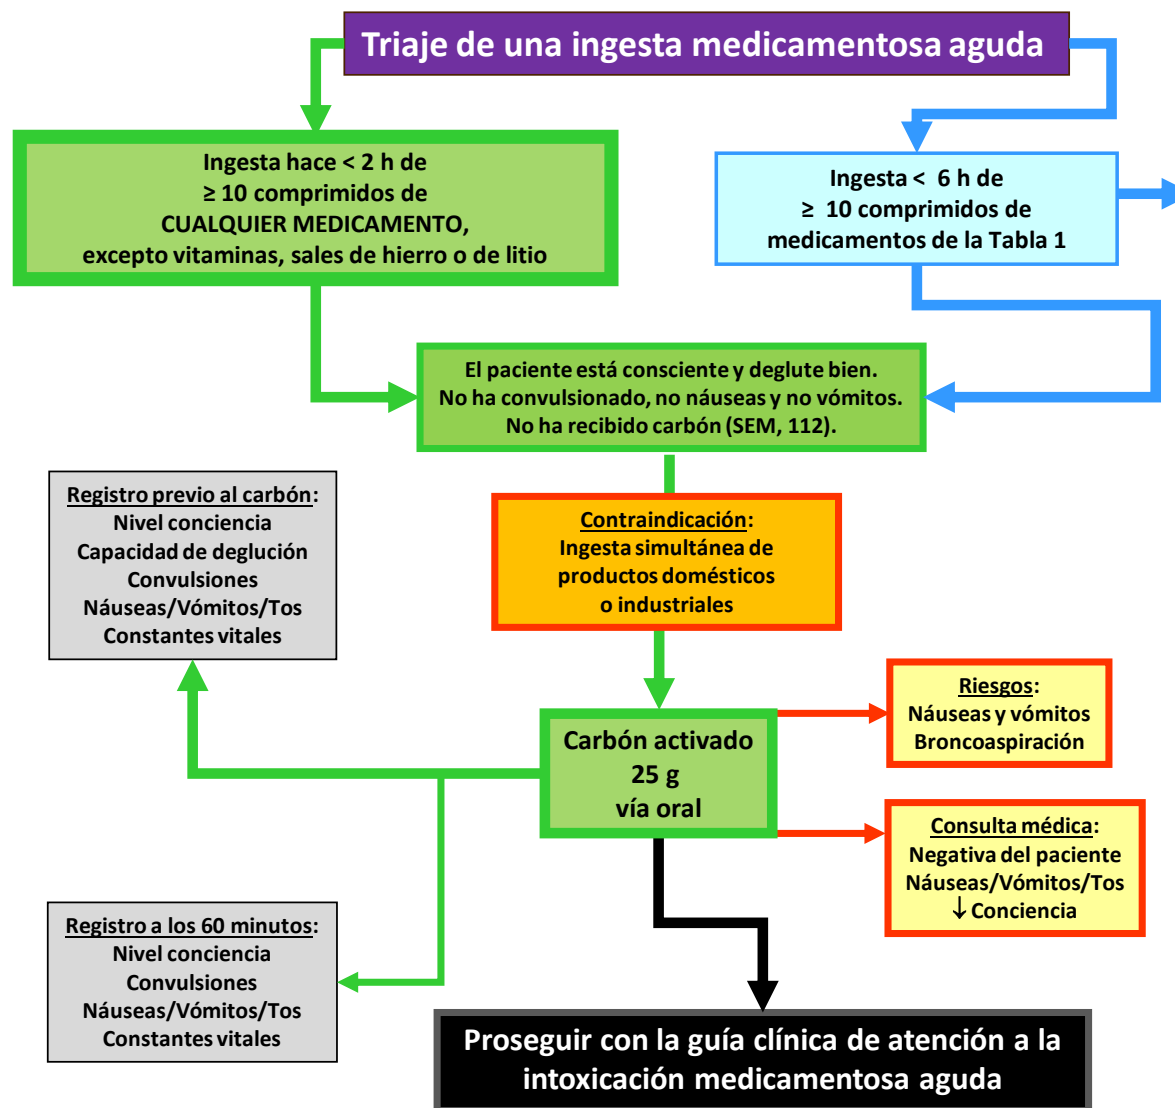 Triaje de una ingesta medicamentosa aguda
Ingesta hace < 2 h de
≥ 10 comprimidos de
CUALQUIER MEDICAMENTO,
excepto vitaminas, sales de hierro o de litio
Ingesta < 6 h de
≥ 10 comprimidos de
medicamentos de la Tabla 1
El paciente está consciente y deglute bien.
No ha convulsionado, no náuseas y no vómitos.
No ha recibido carbón (SEM, 112).
Registro previo al carbón:
Nivel conciencia
Capacidad de deglución
Convulsiones
Náuseas/Vómitos/Tos
Constantes vitales
Contraindicación:
Ingesta simultánea de
productos domésticos
o industriales
Carbón activado
25 g
vía oral
Riesgos:
Náuseas y vómitos
Broncoaspiración
Consulta médica:
Negativa del paciente
Náuseas/Vómitos/Tos
↓ Conciencia
Registro a los 60 minutos:
Nivel conciencia
Convulsiones
Náuseas/Vómitos/Tos
Constantes vitales
Proseguir con la guía clínica de atención a la
intoxicación medicamentosa aguda